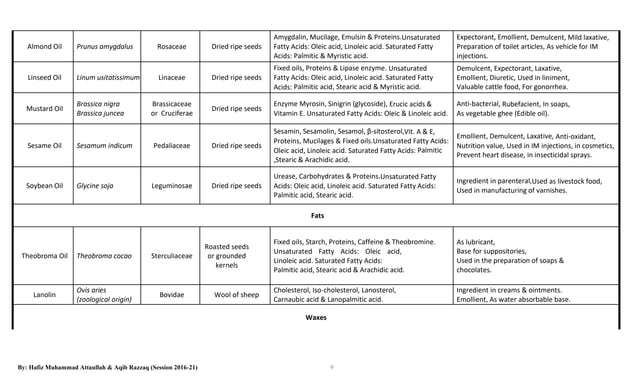 Almond Oil
Prunus amygdalus
Rosaceae
Dried ripe seeds
Amygdalin, Mucilage, Emulsin & Proteins.Unsaturated
Fatty Acids: Oleic acid, Linoleic acid. Saturated Fatty
Acids: Palmitic & Myristic acid.
Expectorant, Emollient, Demulcent, Mild laxative,
Preparation of toilet articles, As vehicle for IM
injections.
Linseed Oil
Linum usitatissimum
Linaceae
Dried ripe seeds
Fixed oils, Proteins & Lipase enzyme. Unsaturated
Fatty Acids: Oleic acid, Linoleic acid. Saturated Fatty
Acids: Palmitic acid, Stearic acid & Myristic acid.
Demulcent, Expectorant, Laxative,
Emollient, Diuretic, Used in liniment,
Valuable cattle food, For gonorrhea.
Mustard Oil
Brassica nigra
Brassica juncea
Brassicaceae
or Cruciferae
Dried ripe seeds
Enzyme Myrosin, Sinigrin (glycoside), Erucic acids &
Vitamin E. Unsaturated Fatty Acids: Oleic & Linoleic acid.
Anti-bacterial, Rubefacient, In soaps,
As vegetable ghee (Edible oil).
Sesame Oil
Sesamum indicum
Pedaliaceae
Dried ripe seeds
Sesamin, Sesamolin, Sesamol, β-sitosterol,Vit. A & E,
Proteins, Mucilages & Fixed oils.Unsaturated Fatty Acids:
Oleic acid, Linoleic acid. Saturated Fatty Acids: Palmitic
,Stearic & Arachidic acid.
Emollient, Demulcent, Laxative, Anti-oxidant,
Nutrition value, Used in IM injections, in cosmetics,
Prevent heart disease, in insecticidal sprays.
Soybean Oil
Glycine soja
Leguminosae
Dried ripe seeds
Urease, Carbohydrates & Proteins.Unsaturated Fatty
Acids: Oleic acid, Linoleic acid. Saturated Fatty Acids:
Palmitic acid, Stearic acid.
Ingredient in parenteral,Used as livestock food,
Used in manufacturing of varnishes.
Fats
Theobroma Oil
Theobroma cocao
Sterculiaceae
Roasted seeds
or grounded
kernels
Fixed oils, Starch, Proteins, Caffeine & Theobromine.
Unsaturated Fatty Acids: Oleic acid,
Linoleic acid. Saturated Fatty Acids:
Palmitic acid, Stearic acid & Arachidic acid.
As lubricant,
Base for suppositories,
Used in the preparation of soaps &
chocolates.
Lanolin
Ovis aries
(zoological origin)
Bovidae
Wool of sheep
Cholesterol, Iso-cholesterol, Lanosterol,
Carnaubic acid & Lanopalmitic acid.
Ingredient in creams & ointments.
Emollient, As water absorbable base.
Waxes
By: Hafiz Muhammad Attaullah & Aqib Razzaq (Session 2016-21)